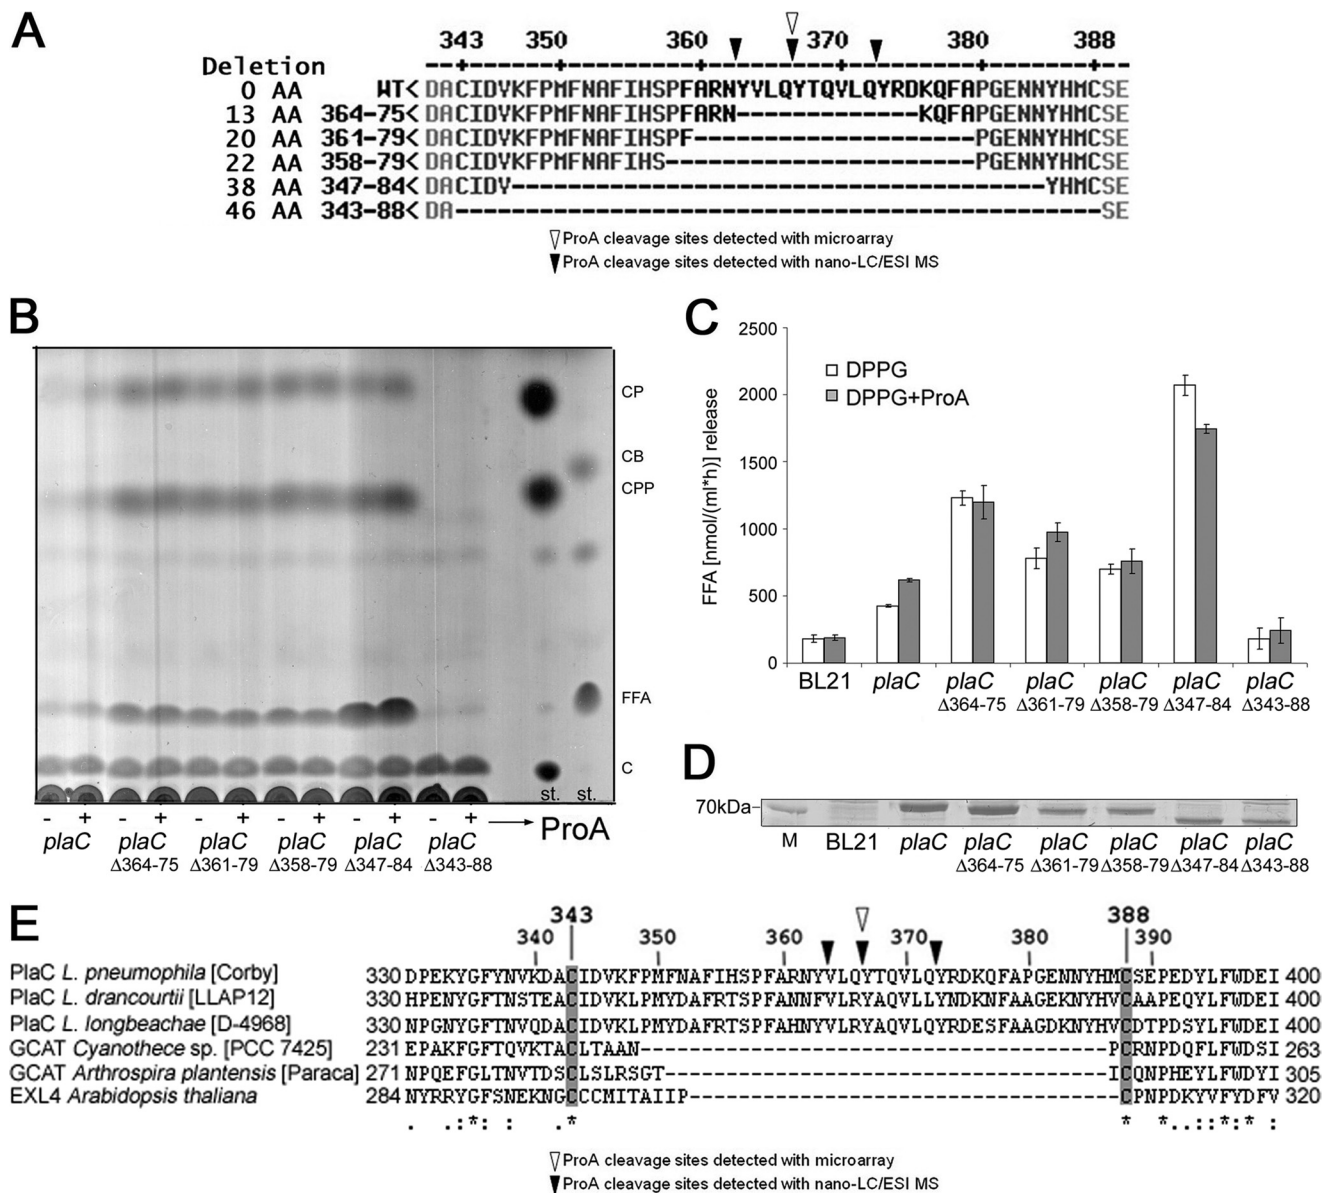 A
343 350 360 370 380 388
Deletion
0 AA WT< DACIDVKFPMFNAFIHSPFARNYVLQYTQVLQYRDKQFAPGENNYHMCSE
13 AA 364-75< DACIDVKFPMFNAFIHSPFARN-------------KQFAPGENNYHMCSE
20 AA 361-79< DACIDVKFPMFNAFIHSPF--------------------PGENNYHMCSE
22 AA 358-79< DACIDVKFPMFNAFIHS----------------------PGENNYHMCSE
38 AA 347-84< DACIDV--------------------------------------YHMCSE
46 AA 343-88< DA----------------------------------------------SE
▽ProA cleavage sites detected with microarray
▼ProA cleavage sites detected with nano-LC/ESI MS
B
CP
CB
CPP
FFA
C
st. st.
- + - + - + - + - + - + → ProA
plaC plaC plaC plaC plaC plaC
Δ364-75 Δ361-79 Δ358-79 Δ347-84 Δ343-88
C
FFA [nmol/(ml*h)] release
2500
2000
1500
1000
500
0
DPPG
DPPG+ProA
BL21 plaC plaC plaC plaC plaC plaC
Δ364-75 Δ361-79 Δ358-79 Δ347-84 Δ343-88
D
70kDa
M BL21 plaC plaC plaC plaC plaC plaC
Δ364-75 Δ361-79 Δ358-79 Δ347-84 Δ343-88
E
343 388
340 350 360 370 380 390
PlaC L. pneumophila [Corby] 330 DPEKYGFYNVKDACIDVKFPMFNAFIHSPFARNYVLQYTQVLQYRDKQFAPGENNYHMCSEPEDYLFWDEI 400
PlaC L. drancourtii [LLAP12] 330 HPENYGFTNSTEACIDVKLPMYDAFRTSPFANNFVLRYAQVLLYNDKNFAAGEKNYHVCAAPEQYLFWDEI 400
PlaC L. longbeachae [D-4968] 330 NPGNYGFTNVQDACIDVKLPMYDAFRTSPFAHNYVLRYAQVLQYRDESFAAGDKNYHVCDTPDSYLFWDEI 400
GCAT Cyanothece sp. [PCC 7425] 231 EPAKFGFTQVKTACLTAAN--------------------------------------PCRNPDQFLFWDSI 263
GCAT Arthrospira plantensis [Paraca] 271 NPQEFGLTNVTDSCLSLRSGT------------------------------------ICQNPHEYLFWDYI 305
EXL4 Arabidopsis thaliana 284 NYRRYGFSNEKNGCCCMITAIIP-----------------------------------CPNPDKYVFYDFV 320
. .:*: : .* * *..::*:*: :
▽ProA cleavage sites detected with microarray
▼ProA cleavage sites detected with nano-LC/ESI MS